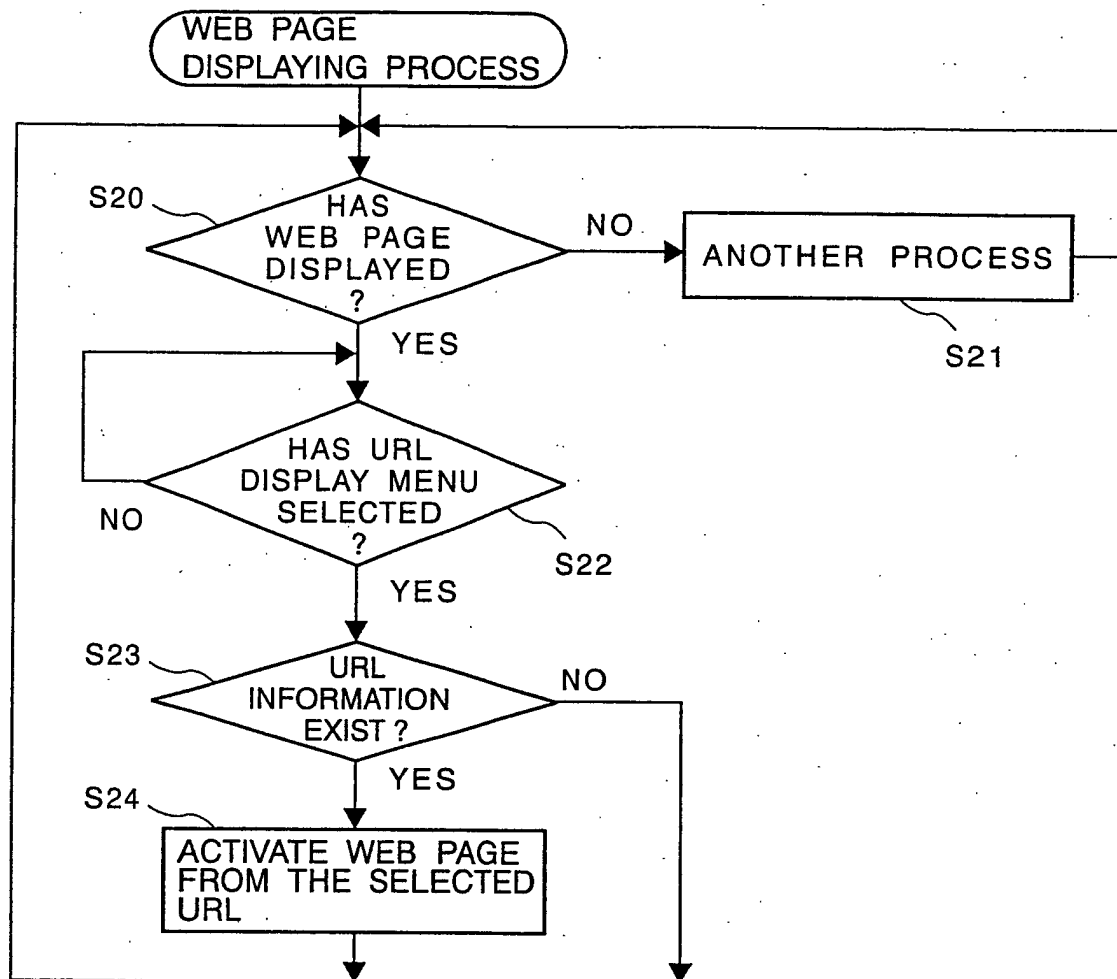 WEB PAGE
DISPLAYING PROCESS
S20
HAS
WEB PAGE
DISPLAYED
?
NO
ANOTHER PROCESS
S21
YES
HAS URL
DISPLAY MENU
SELECTED
?
NO
S22
YES
S23
URL
INFORMATION
EXIST ?
NO
YES
S24
ACTIVATE WEB PAGE
FROM THE SELECTED
URL